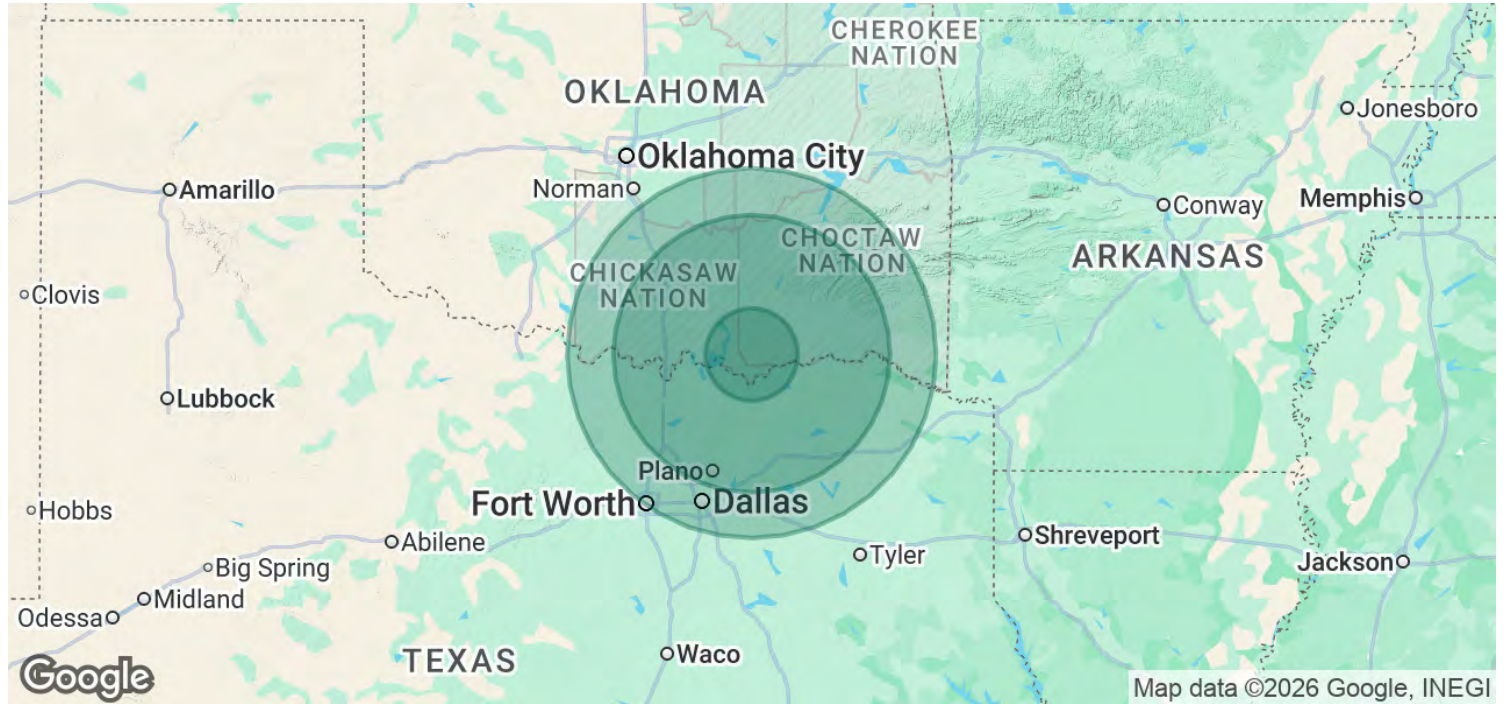 CHEROKEE
NATION
OKLAHOMA
Jonesboro
Oklahoma City
Norman
Amarillo
Conway
Memphis
CHOCTAW
NATION
ARKANSAS
CHICKASAW
NATION
Clovis
Lubbock
Plano
Fort Worth
Dallas
Hobbs
Abilene
Tyler
Shreveport
Jackson
Big Spring
Midland
Odessa
Waco
TEXAS
Google
Map data ©2026 Google, INEGI